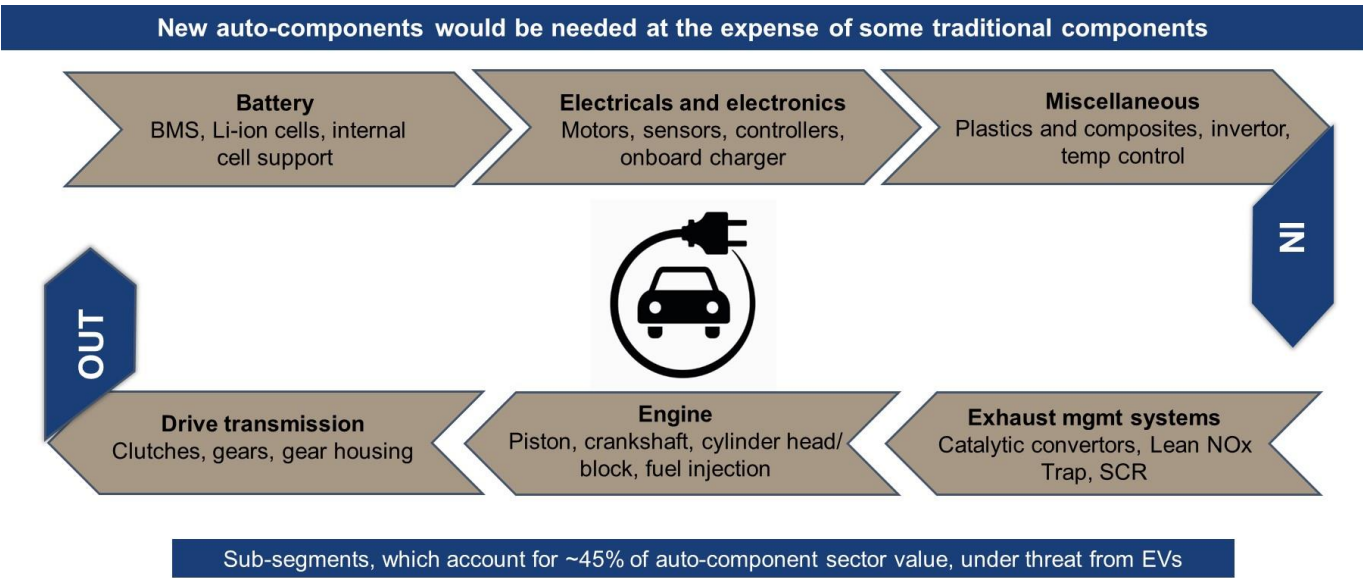 New auto-components would be needed at the expense of some traditional components
Battery
BMS, Li-ion cells, internal
cell support
Electricals and electronics
Motors, sensors, controllers,
onboard charger
Miscellaneous
Plastics and composites, invertor,
temp control
IN
OUT
Drive transmission
Clutches, gears, gear housing
Engine
Piston, crankshaft, cylinder head/
block, fuel injection
Exhaust mgmt systems
Catalytic convertors, Lean NOx
Trap, SCR
Sub-segments, which account for ~45% of auto-component sector value, under threat from EVs